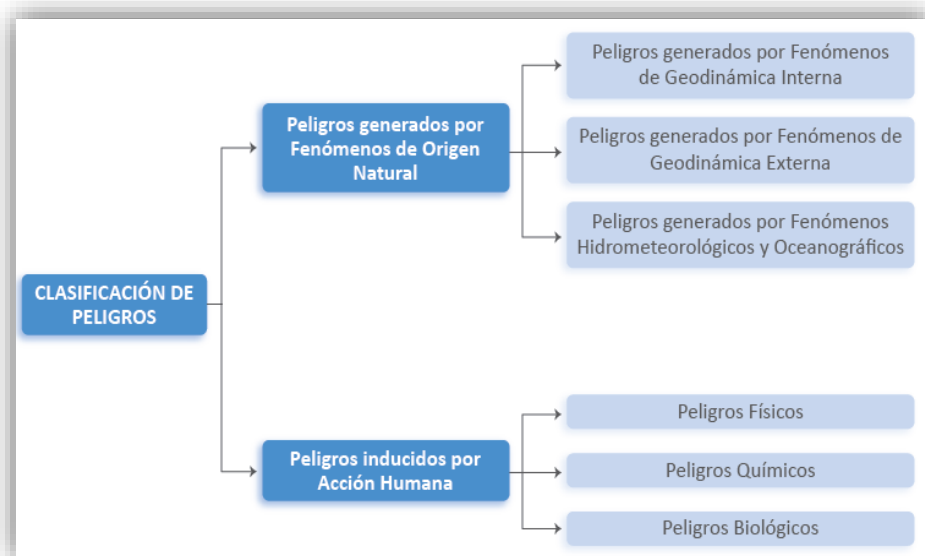 CLASIFICACIÓN DE
PELIGROS
Peligros generados por
Fenómenos de Origen
Natural
Peligros generados por Fenómenos
de Geodinámica Interna
Peligros generados por Fenómenos de
Geodinámica Externa
Peligros generados por Fenómenos
Hidrometeorológicos y Oceanográficos
Peligros inducidos por
Acción Humana
Peligros Físicos
Peligros Químicos
Peligros Biológicos